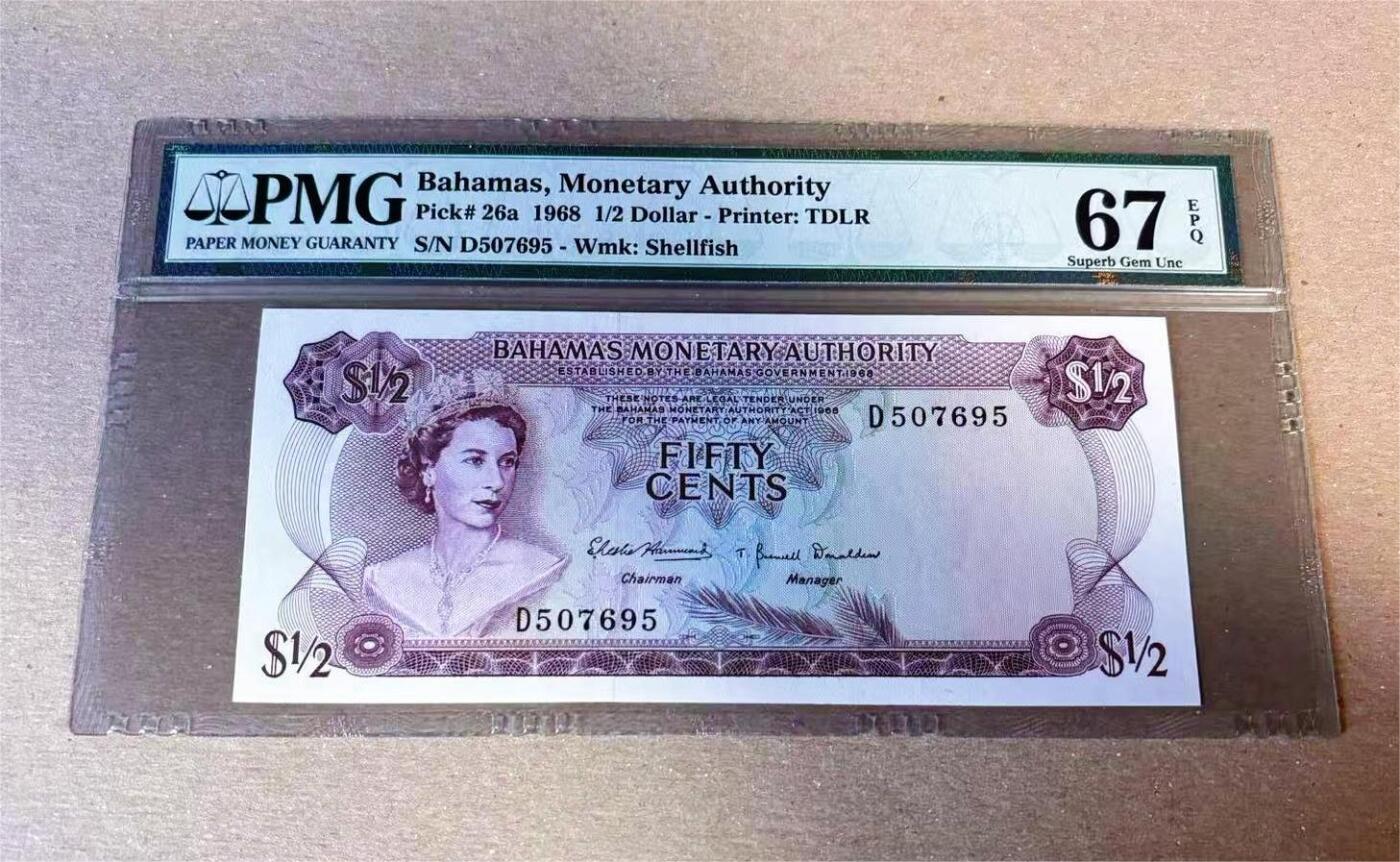 PMG
PAPER MONEY GUARANTY
Bahamas, Monetary Authority
Pick# 26a 1968 1/2 Dollar - Printer: TDLR
S/N D507695 - Wmk: Shellfish
67
EPQ
Superb Gem Unc
$1/2
BAHAMAS MONETARY AUTHORITY
ESTABLISHED BY THE BAHAMAS GOVERNMENT 1968
$1/2
THESE NOTES ARE LEGAL TENDER UNDER
THE BAHAMAS MONETARY AUTHORITY ACT 1968
FOR THE PAYMENT OF ANY AMOUNT
D507695
FIFTY
CENTS
Chairman
Manager
D507695
$1/2
$1/2